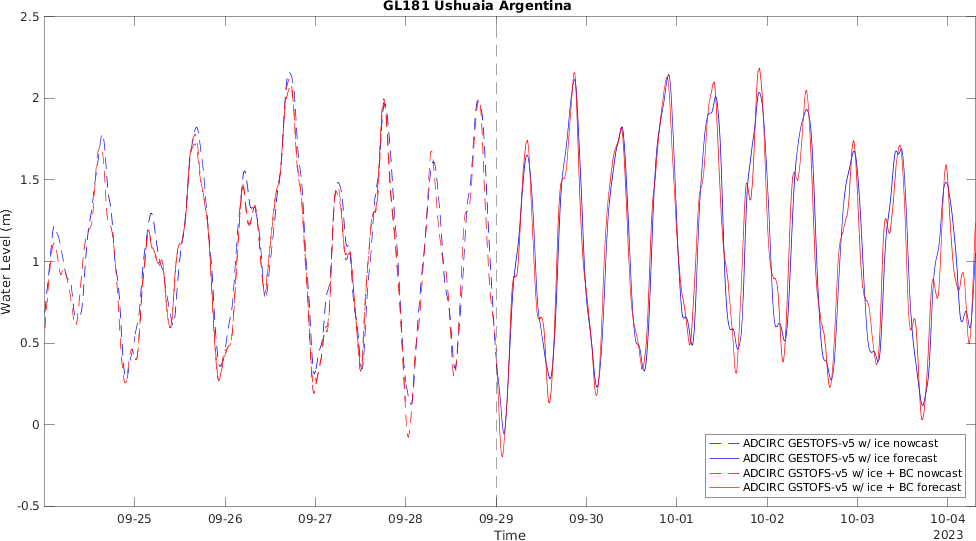 GL181 Ushuaia Argentina
2.5
2
1.5
1
0.5
0
-0.5
Water Level (m)
ADCIRC GESTOFS-v5 w/ ice nowcast
ADCIRC GESTOFS-v5 w/ ice forecast
ADCIRC GSTOFS-v5 w/ ice + BC nowcast
ADCIRC GSTOFS-v5 w/ ice + BC forecast
09-25 09-26 09-27 09-28 09-29 09-30 10-01 10-02 10-03 10-04
Time 2023